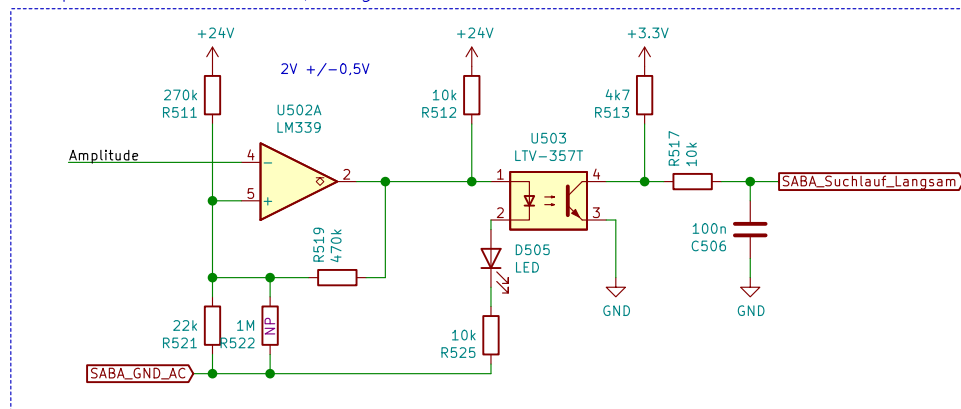 +24V
+24V
+3.3V
2V +/-0,5V
270k
R511
10k
R512
4k7
R513
U502A
LM339
U503
LTV-357T
R517
10k
Amplitude
4
5
2
1
2
4
3
SABA_Suchlauf_Langsam
R519
470k
D505
LED
100n
C506
GND
GND
22k
R521
1M
R522
NP
10k
R525
SABA_GND_AC